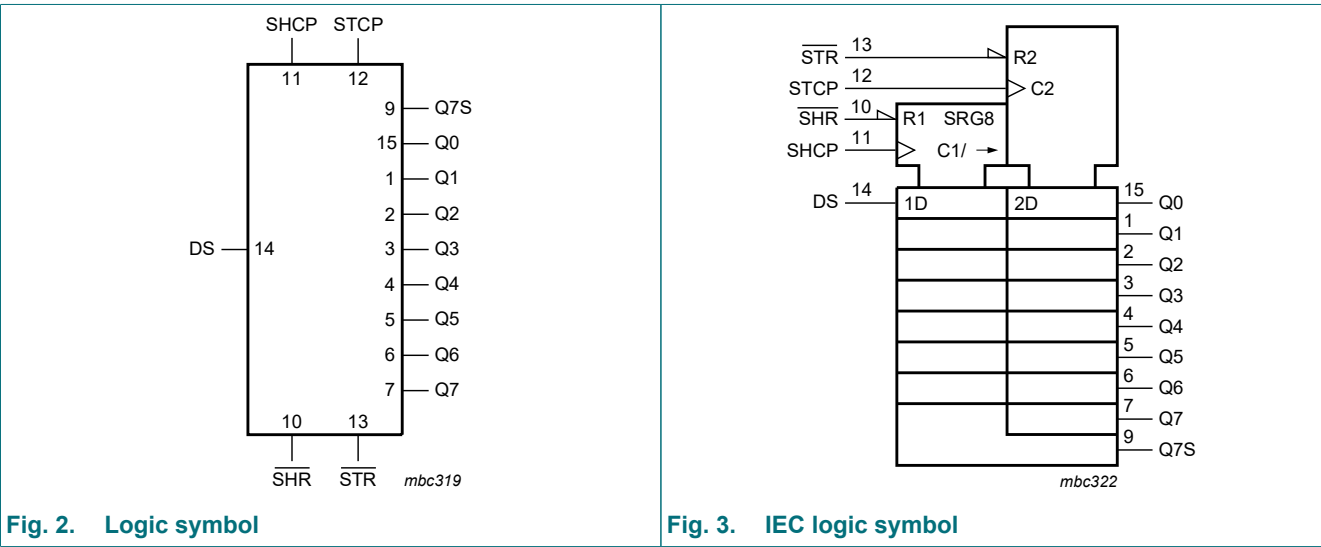 SHCP STCP
11 12
9 Q7S
15 Q0
1 Q1
2 Q2
DS 14 3 Q3
4 Q4
5 Q5
6 Q6
7 Q7
10 13
SHR STR mbc319
Fig. 2. Logic symbol
STR 13 R2
STCP 12 C2
SHR 10 R1 SRG8
SHCP 11 C1/ →
DS 14 1D 2D 15 Q0
1 Q1
2 Q2
3 Q3
4 Q4
5 Q5
6 Q6
7 Q7
9 Q7S
mbc322
Fig. 3. IEC logic symbol